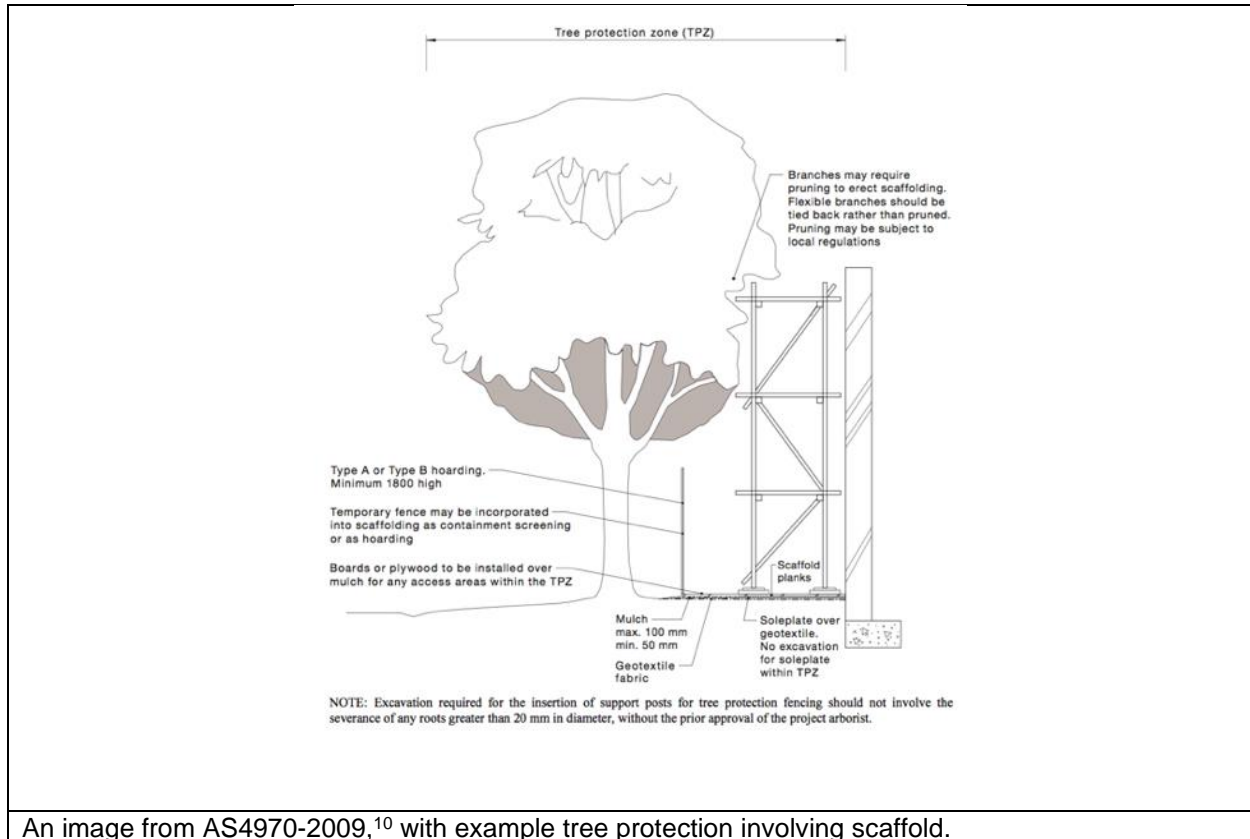 Tree protection zone (TPZ)
Branches may require
pruning to erect scaffolding.
Flexible branches should be
tied back rather than pruned.
Pruning may be subject to
local regulations
Type A or Type B hoarding.
Minimum 1800 high
Temporary fence may be incorporated
into scaffolding as containment screening
or as hoarding
Boards or plywood to be installed over
mulch for any access areas within the TPZ
Scaffold
planks
Mulch
max. 100 mm
min. 50 mm
Geotextile
fabric
Soleplate over
geotextile.
No excavation
for soleplate
within TPZ
NOTE: Excavation required for the insertion of support posts for tree protection fencing should not involve the
severance of any roots greater than 20 mm in diameter, without the prior approval of the project arborist.
An image from AS4970-2009,¹⁰ with example tree protection involving scaffold.